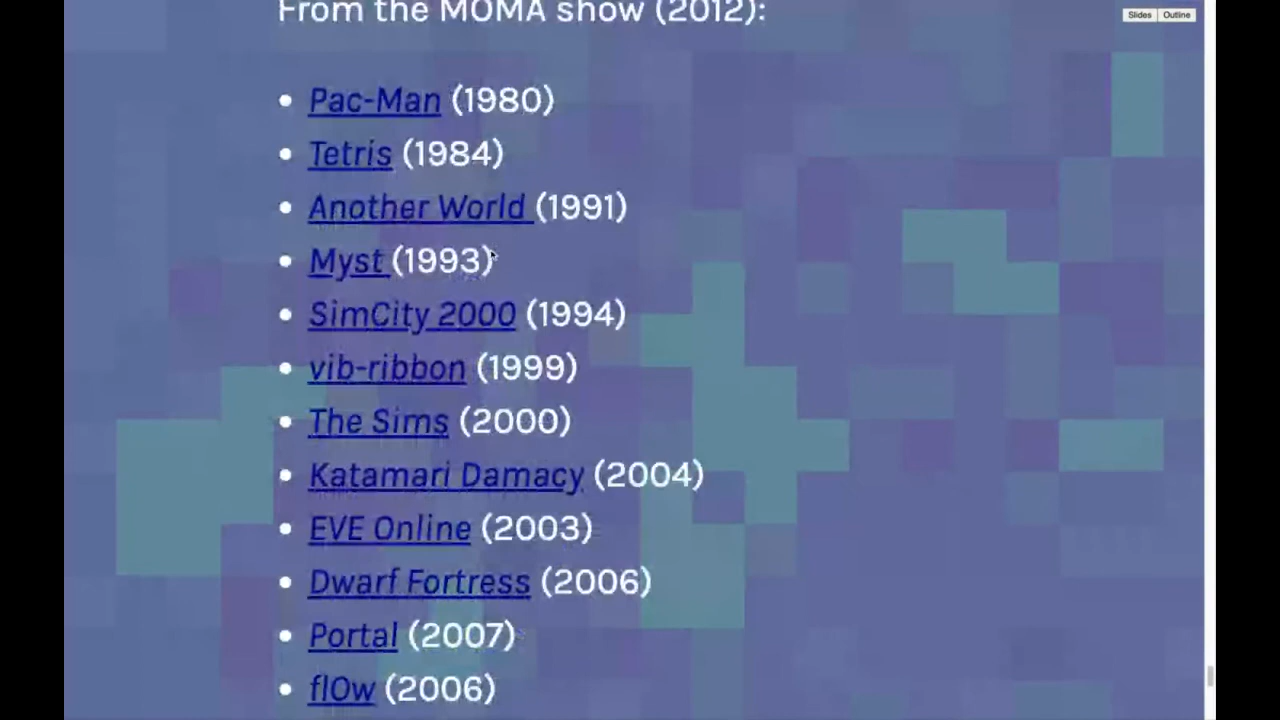 From the MOMA show (2012):
Slides Outline
• Pac-Man (1980)
• Tetris (1984)
• Another World (1991)
• Myst (1993)
• SimCity 2000 (1994)
• vib-ribbon (1999)
• The Sims (2000)
• Katamari Damacy (2004)
• EVE Online (2003)
• Dwarf Fortress (2006)
• Portal (2007)
• flOw (2006)